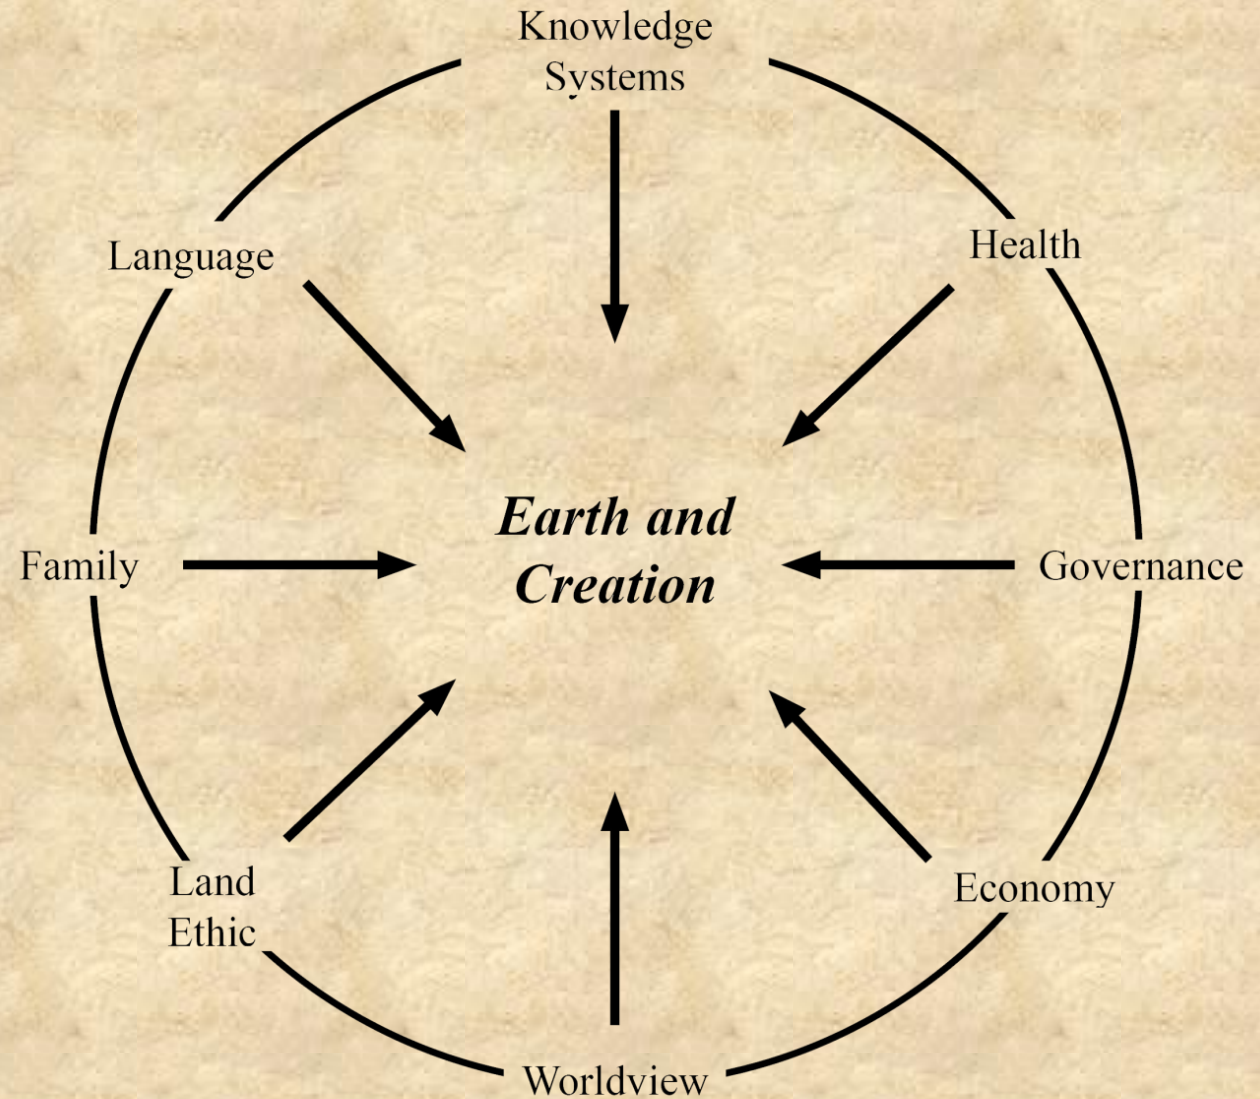 Knowledge
Systems
Language
Health
Earth and
Creation
Family
Governance
Land
Ethic
Economy
Worldview